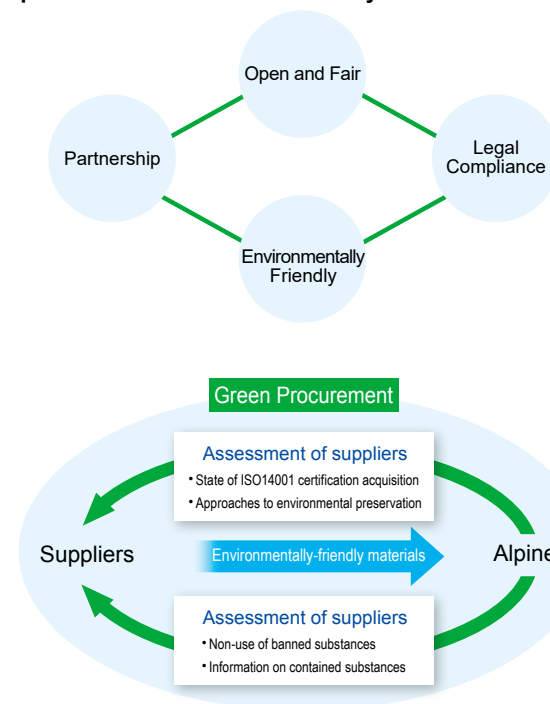 Open and Fair
Partnership
Legal
Compliance
Environmentally
Friendly
Green Procurement
Assessment of suppliers
• State of ISO14001 certification acquisition
• Approaches to environmental preservation
Suppliers
Environmentally-friendly materials
Alpine
Assessment of suppliers
• Non-use of banned substances
• Information on contained substances